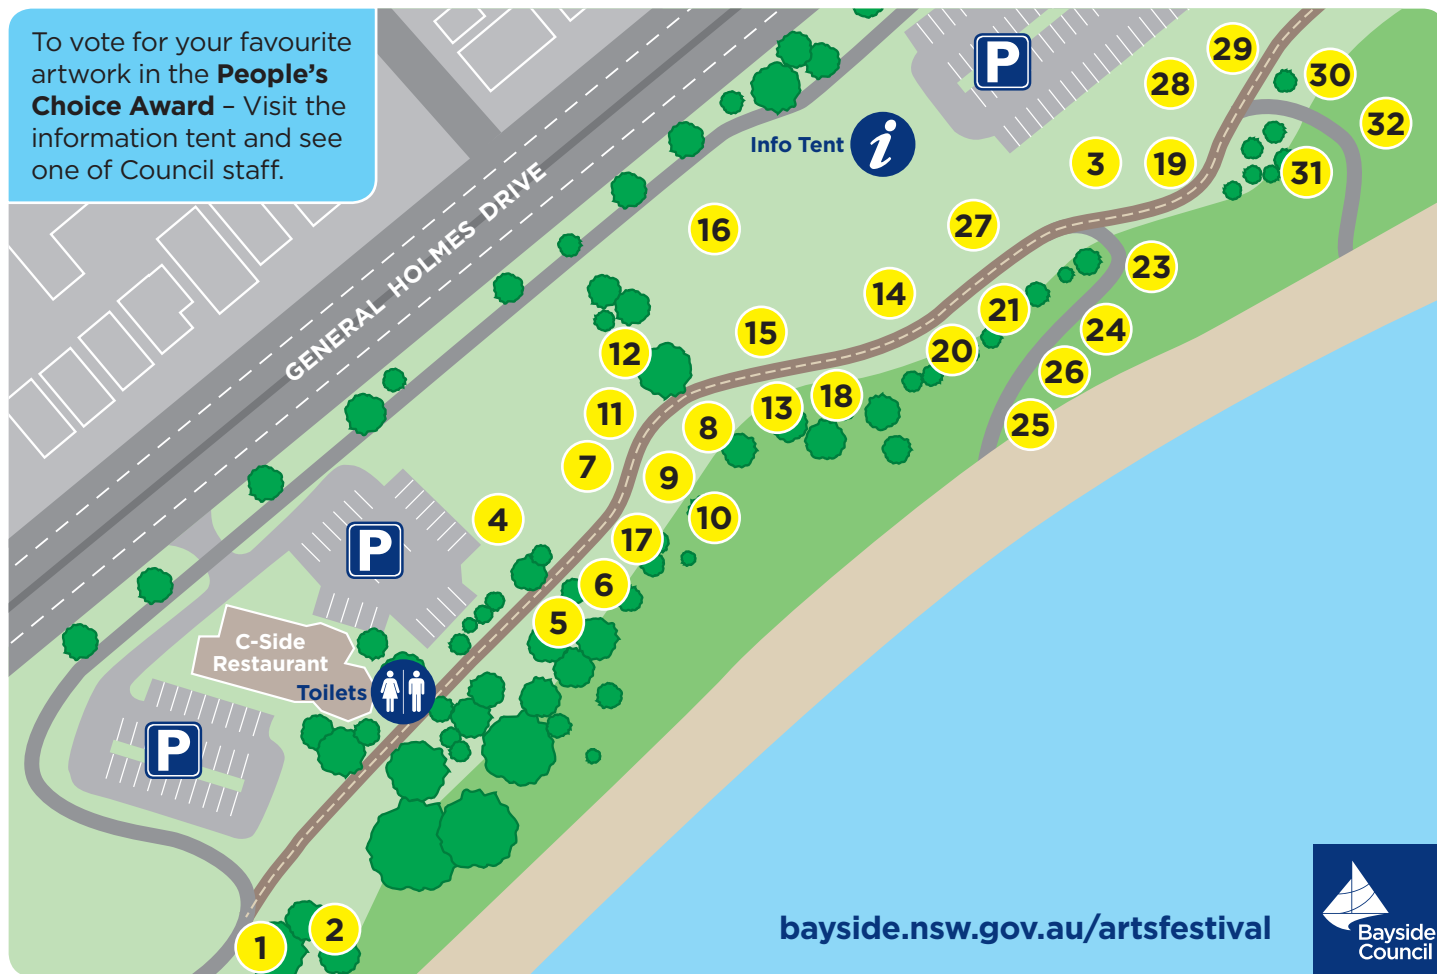 To vote for your favourite
artwork in the People's
Choice Award – Visit the
information tent and see
one of Council staff.
GENERAL HOLMES DRIVE
Info Tent
i
P
29
30
28
32
3
19
31
16
27
23
14
21
24
15
20
12
26
18
13
11
25
8
7
9
10
4
17
P
6
5
C-Side
Restaurant
Toilets
P
1
2
bayside.nsw.gov.au/artsfestival
Bayside
Council